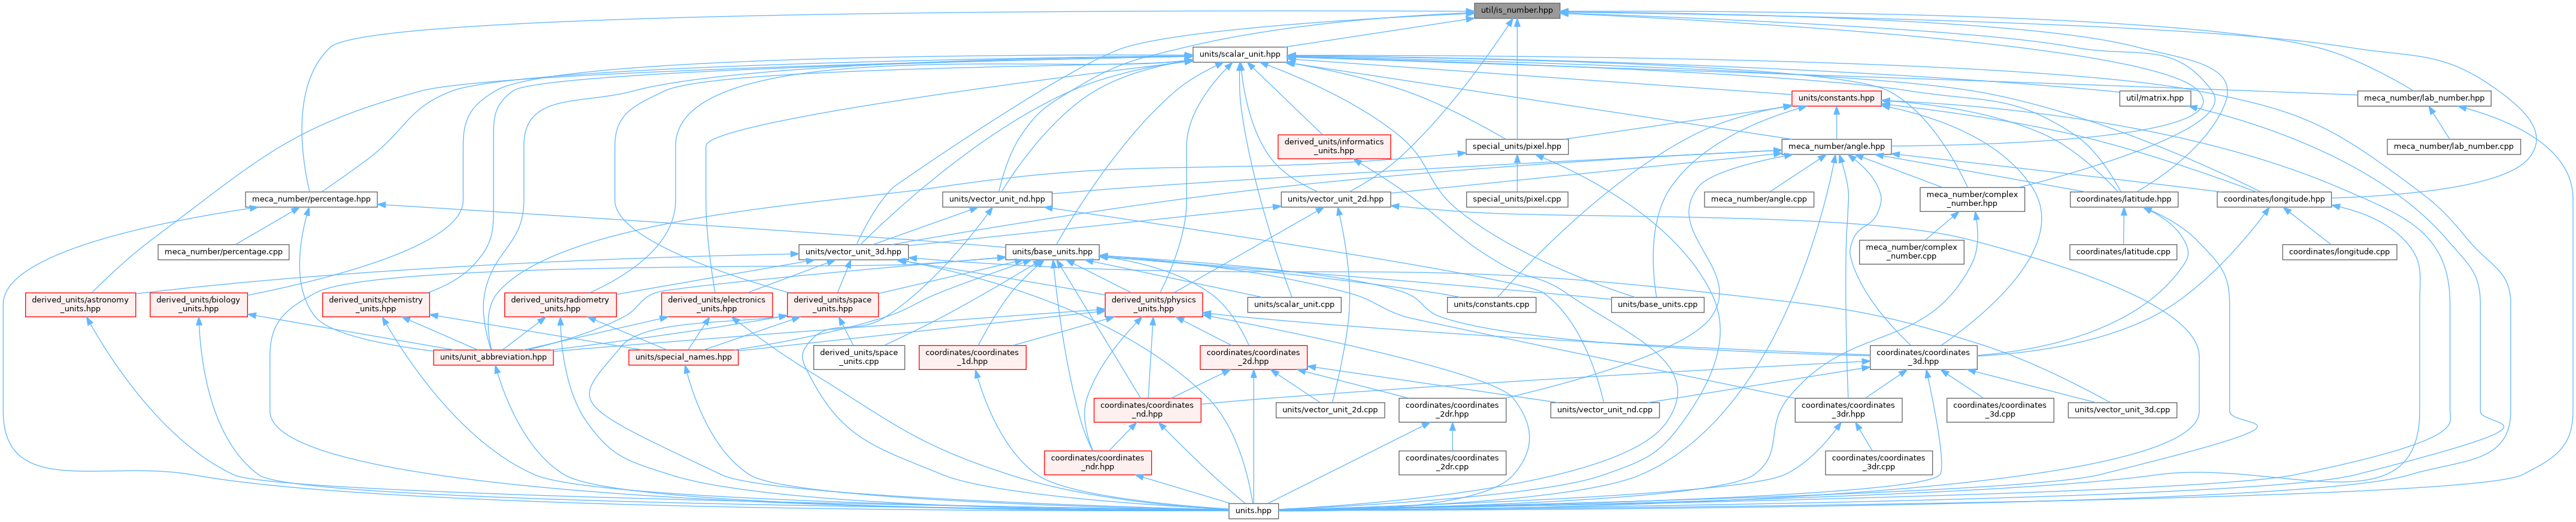 util/is_number.hpp
units/scalar_unit.hpp
units/constants.hpp
util/matrix.hpp
meca_number/lab_number.hpp
derived_units/informatics
_units.hpp
special_units/pixel.hpp
meca_number/angle.hpp
meca_number/lab_number.cpp
meca_number/percentage.hpp
units/vector_unit_nd.hpp
units/vector_unit_2d.hpp
special_units/pixel.cpp
meca_number/angle.cpp
meca_number/complex
_number.hpp
coordinates/latitude.hpp
coordinates/longitude.hpp
meca_number/percentage.cpp
units/vector_unit_3d.hpp
units/base_units.hpp
meca_number/complex
_number.cpp
coordinates/latitude.cpp
coordinates/longitude.cpp
derived_units/astronomy
_units.hpp
derived_units/biology
_units.hpp
derived_units/chemistry
_units.hpp
derived_units/radiometry
_units.hpp
derived_units/electronics
_units.hpp
derived_units/space
_units.hpp
derived_units/physics
_units.hpp
units/scalar_unit.cpp
units/constants.cpp
units/base_units.cpp
units/unit_abbreviation.hpp
units/special_names.hpp
derived_units/space
_units.cpp
coordinates/coordinates
_1d.hpp
coordinates/coordinates
_2d.hpp
coordinates/coordinates
_3d.hpp
coordinates/coordinates
_nd.hpp
units/vector_unit_2d.cpp
coordinates/coordinates
_2dr.hpp
units/vector_unit_nd.cpp
coordinates/coordinates
_3dr.hpp
coordinates/coordinates
_3d.cpp
units/vector_unit_3d.cpp
coordinates/coordinates
_ndr.hpp
coordinates/coordinates
_2dr.cpp
coordinates/coordinates
_3dr.cpp
units.hpp